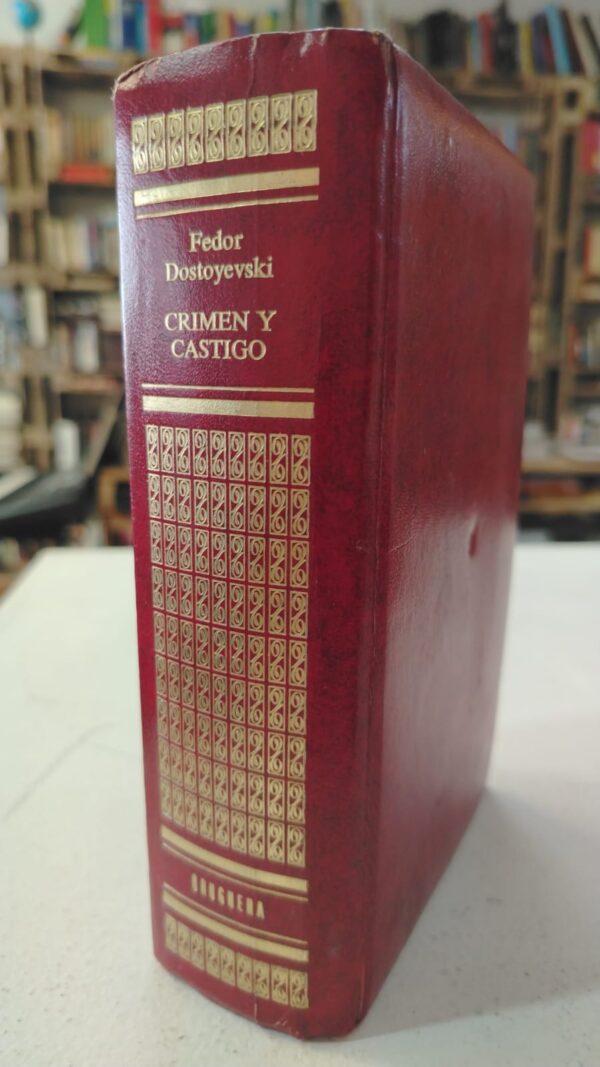 Fedor
Dostoyevski
CRIMEN Y
CASTIGO
BRUGUERA